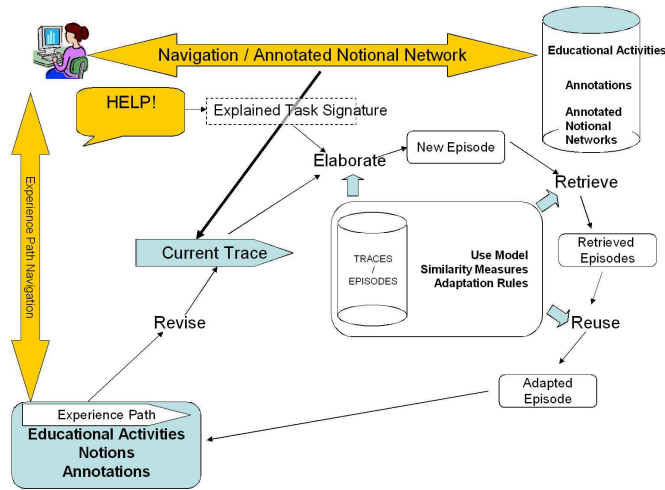 Navigation / Annotated Notional Network
Educational Activities
Annotations
Annotated
Notional
Networks
HELP!
Explained Task Signature
Elaborate
New Episode
Retrieve
Experience Path Navigation
Current Trace
TRACES
/
EPISODES
Use Model
Similarity Measures
Adaptation Rules
Retrieved
Episodes
Revise
Reuse
Adapted
Episode
Experience Path
Educational Activities
Notions
Annotations